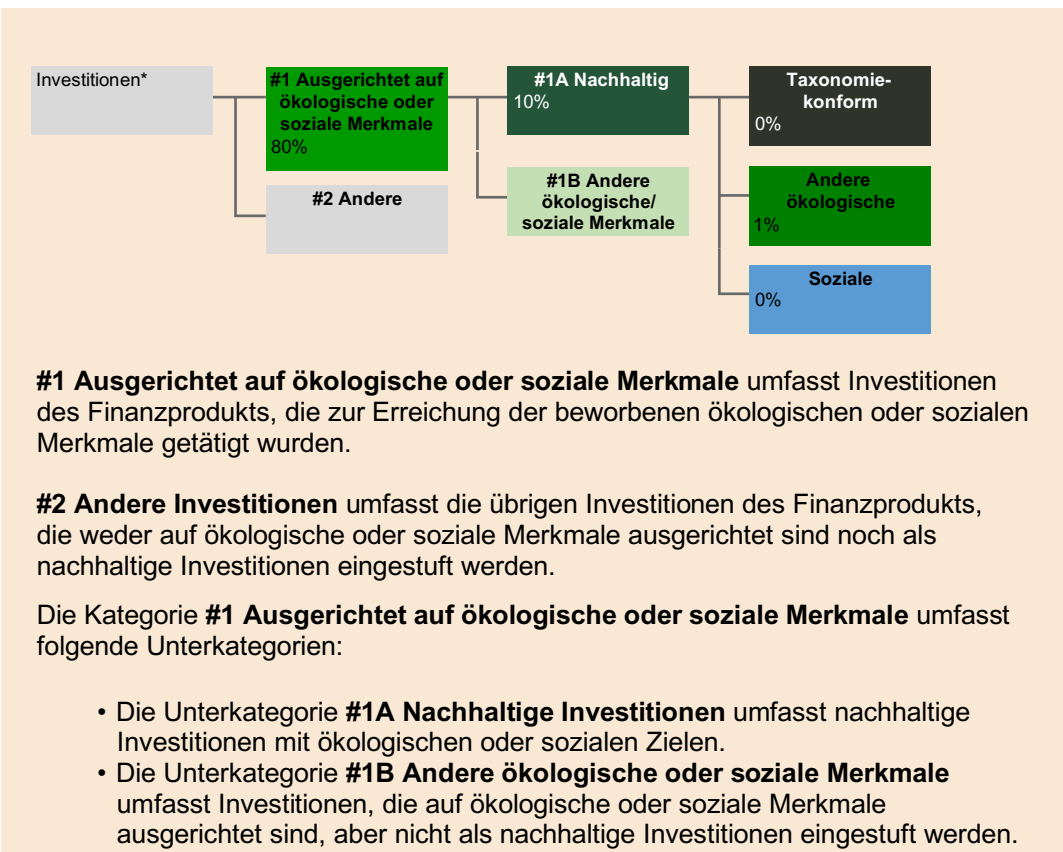 Investitionen*
#1 Ausgerichtet auf
ökologische oder
soziale Merkmale
80%
#2 Andere
#1A Nachhaltig
10%
#1B Andere
ökologische/
soziale Merkmale
Taxonomie-
konform
0%
Andere
ökologische
1%
Soziale
0%
#1 Ausgerichtet auf ökologische oder soziale Merkmale umfasst Investitionen
des Finanzprodukts, die zur Erreichung der beworbenen ökologischen oder sozialen
Merkmale getätigt wurden.
#2 Andere Investitionen umfasst die übrigen Investitionen des Finanzprodukts,
die weder auf ökologische oder soziale Merkmale ausgerichtet sind noch als
nachhaltige Investitionen eingestuft werden.
Die Kategorie #1 Ausgerichtet auf ökologische oder soziale Merkmale umfasst
folgende Unterkategorien:
• Die Unterkategorie #1A Nachhaltige Investitionen umfasst nachhaltige
Investitionen mit ökologischen oder sozialen Zielen.
• Die Unterkategorie #1B Andere ökologische oder soziale Merkmale
umfasst Investitionen, die auf ökologische oder soziale Merkmale
ausgerichtet sind, aber nicht als nachhaltige Investitionen eingestuft werden.